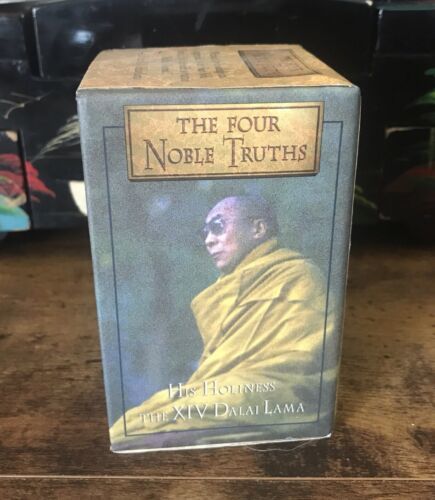 THE FOUR
NOBLE TRUTHS
HIS HOLINESS
THE XIV DALAI LAMA